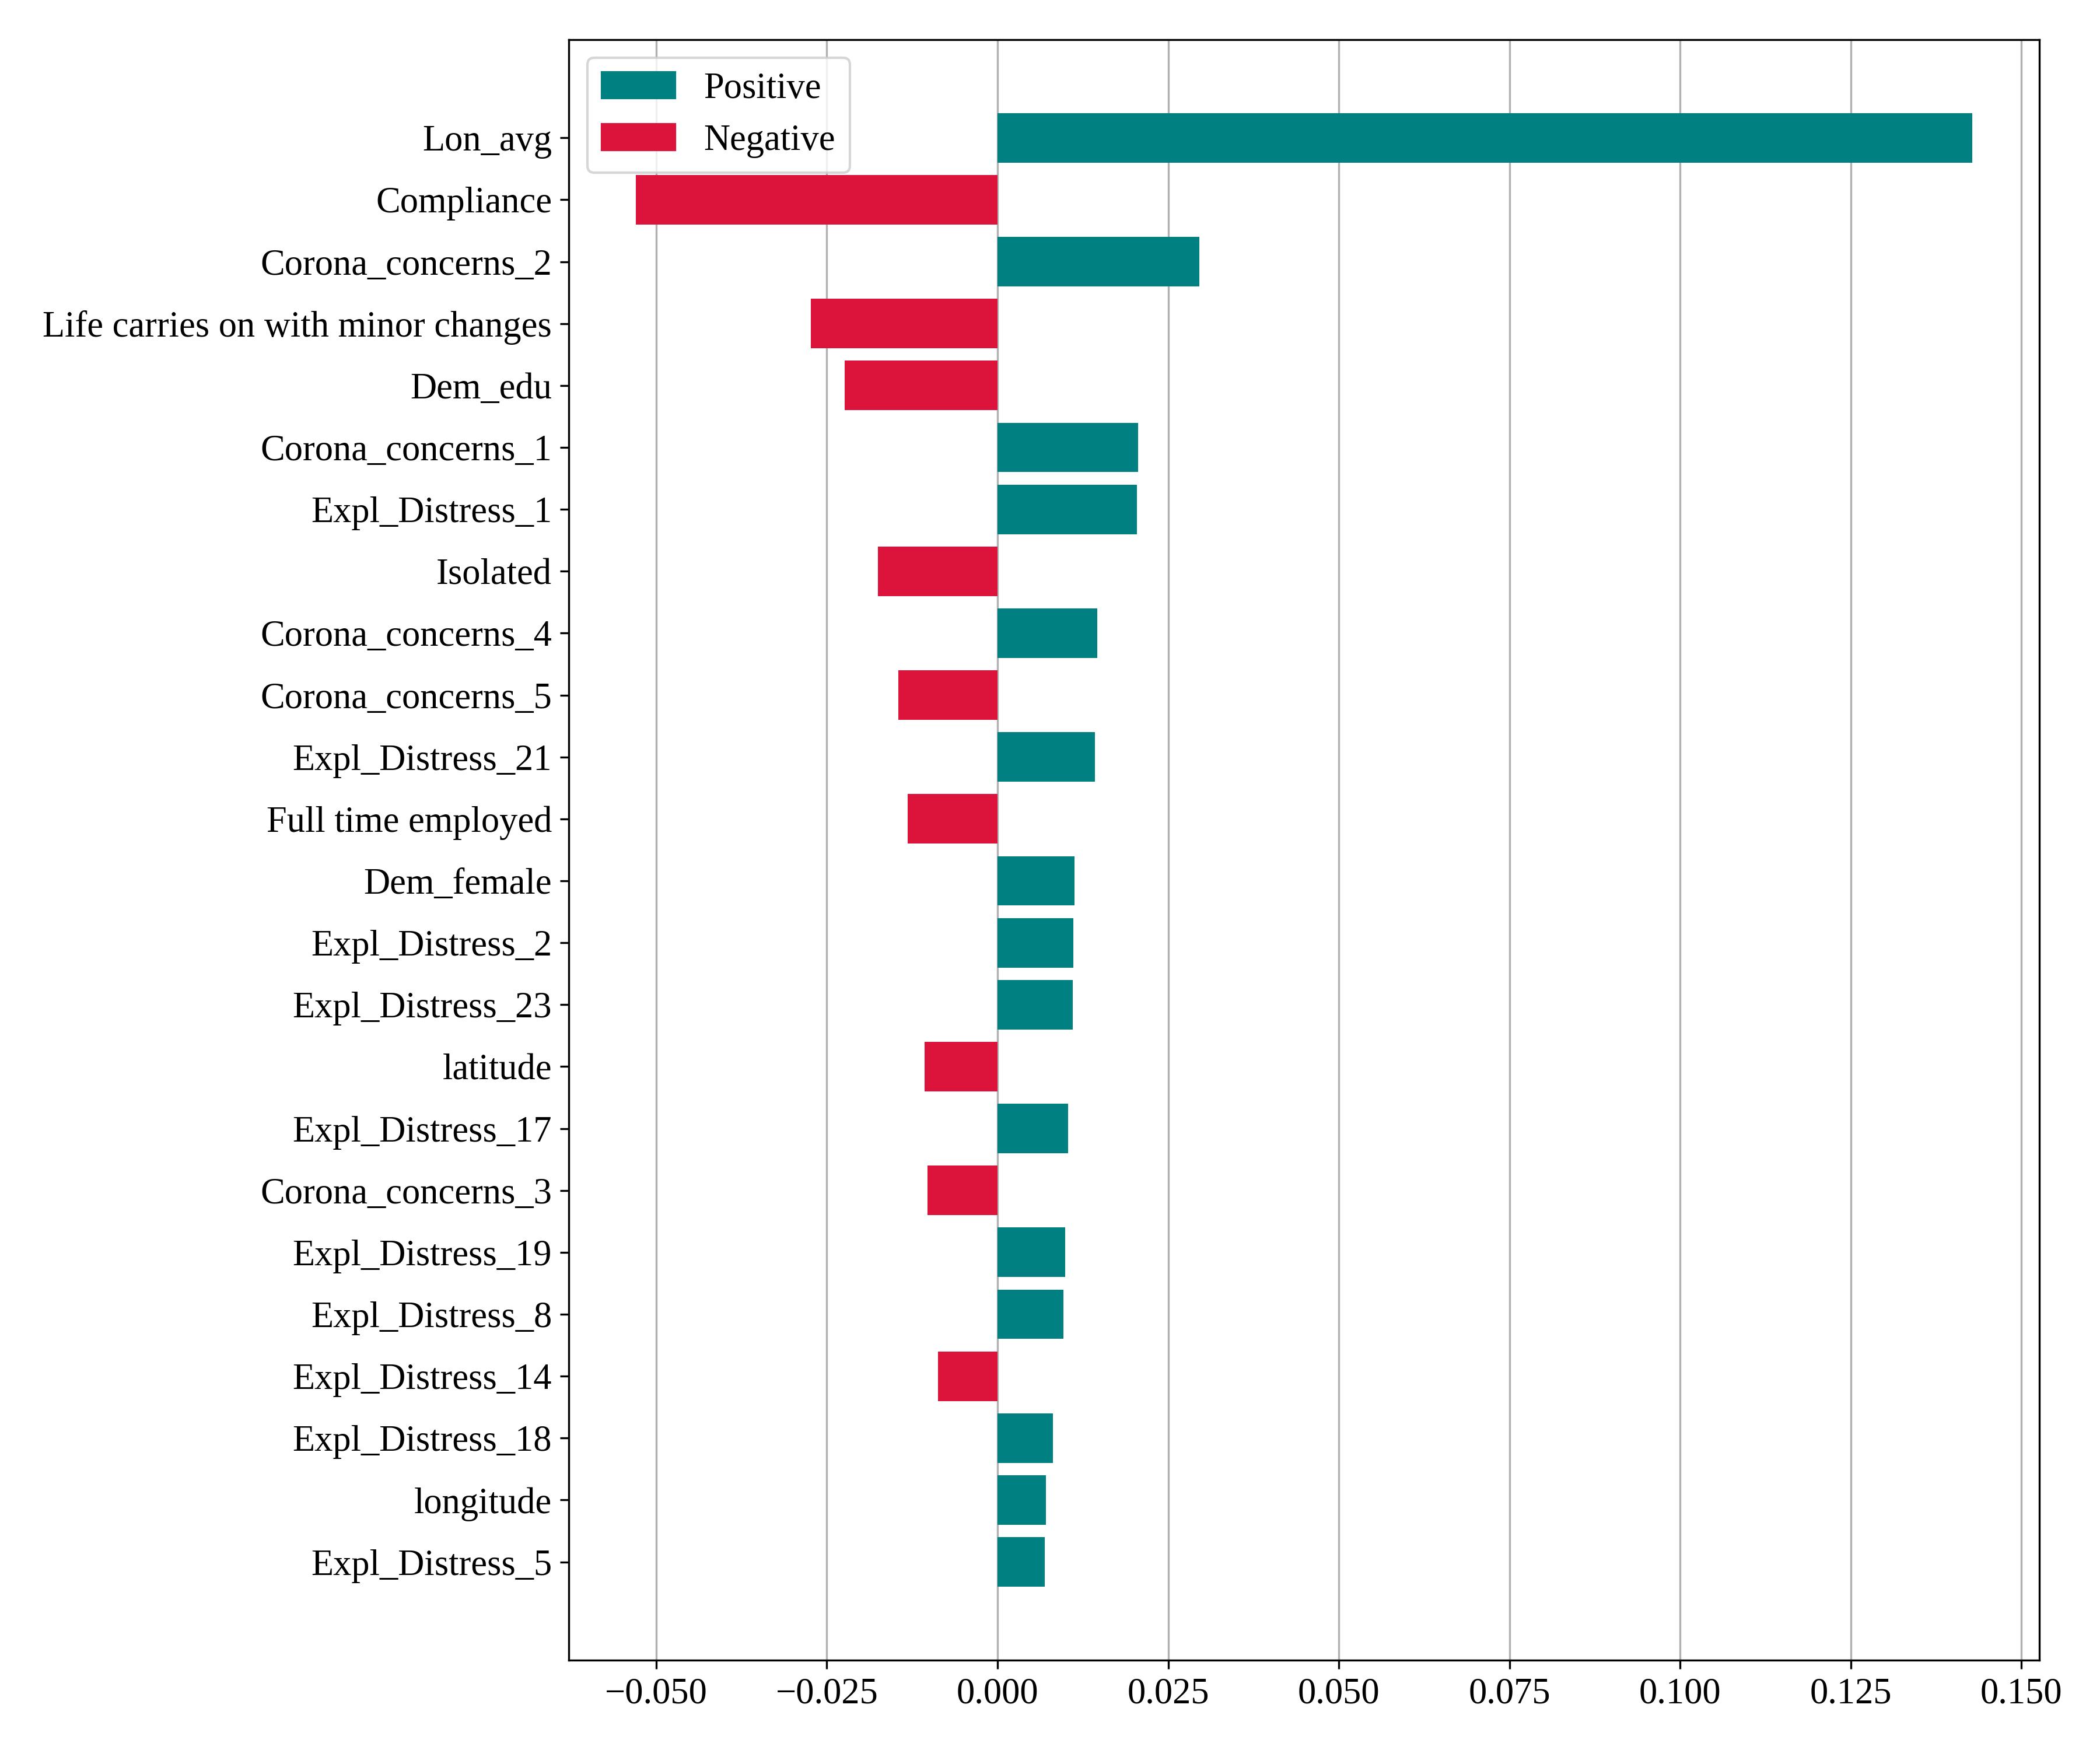 Positive
Negative
Lon_avg
Compliance
Corona_concerns_2
Life carries on with minor changes
Dem_edu
Corona_concerns_1
Expl_Distress_1
Isolated
Corona_concerns_4
Corona_concerns_5
Expl_Distress_21
Full time employed
Dem_female
Expl_Distress_2
Expl_Distress_23
latitude
Expl_Distress_17
Corona_concerns_3
Expl_Distress_19
Expl_Distress_8
Expl_Distress_14
Expl_Distress_18
longitude
Expl_Distress_5
−0.050 −0.025 0.000 0.025 0.050 0.075 0.100 0.125 0.150